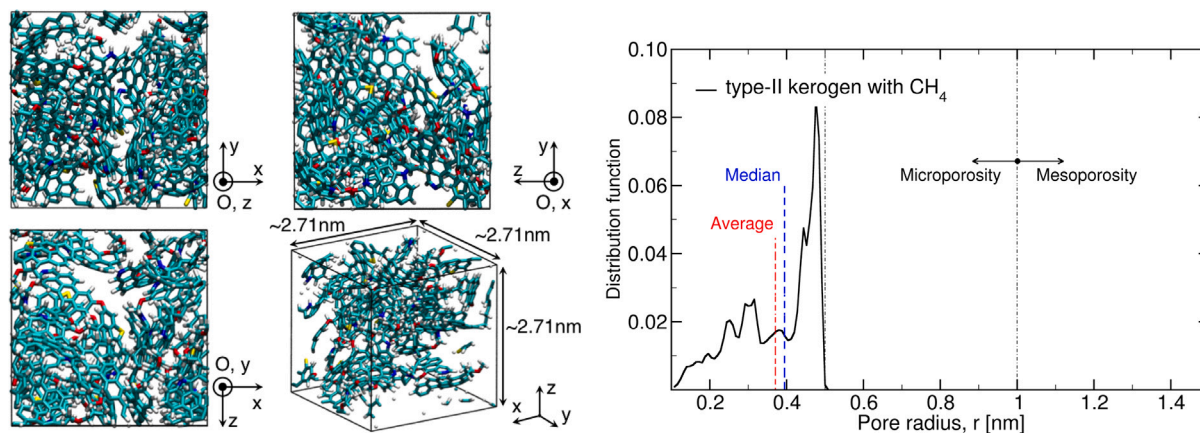 y
x
O, z
y
z
O, x
O, y
x
z
~2.71nm
~2.71nm
~2.71nm
z
x
y
0.10
0.08
0.06
0.04
0.02
Distribution function
type-II kerogen with CH4
Median
Average
Microporosity
Mesoporosity
0.2 0.4 0.6 0.8 1 1.2 1.4
Pore radius, r [nm]